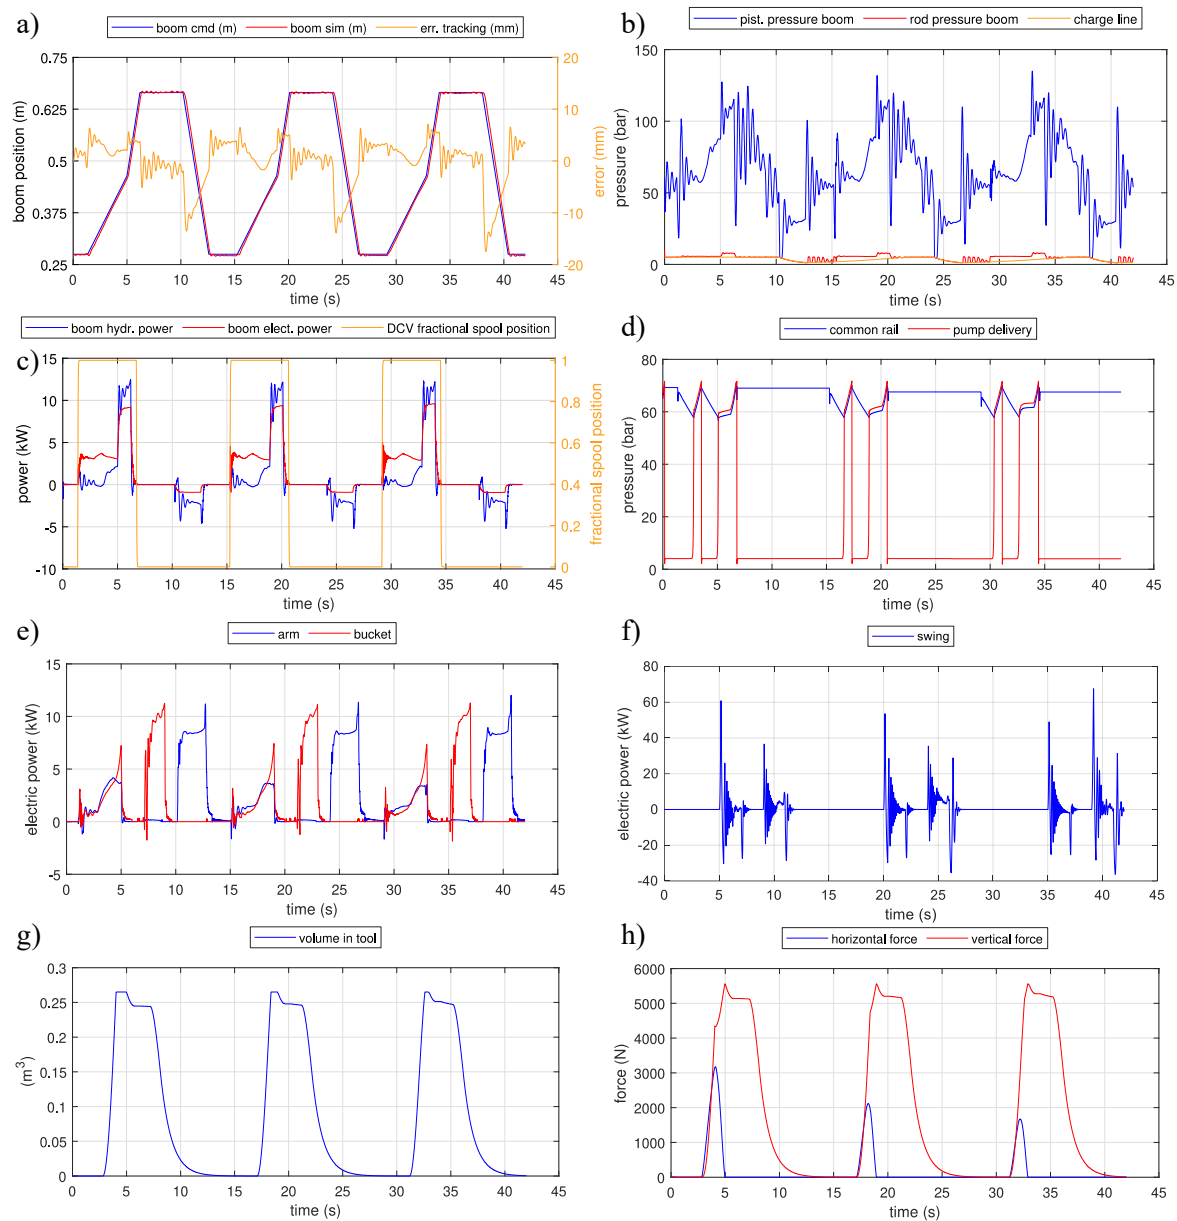 a)
boom cmd (m) boom sim (m) err. tracking (mm)
0.75
0.625
0.5
0.375
0.25
boom position (m)
20
10
0
-10
-20
error (mm)
0 5 10 15 20 25 30 35 40 45
time (s)
b)
pist. pressure boom rod pressure boom charge line
150
100
50
0
pressure (bar)
0 5 10 15 20 25 30 35 40 45
time (s)
c)
boom hydr. power boom elect. power DCV fractional spool position
15
10
5
0
-5
-10
power (kW)
1
0.8
0.6
0.4
0.2
0
fractional spool position
0 5 10 15 20 25 30 35 40 45
time (s)
d)
common rail pump delivery
80
60
40
20
0
pressure (bar)
0 5 10 15 20 25 30 35 40 45
time (s)
e)
arm bucket
15
10
5
0
-5
electric power (kW)
0 5 10 15 20 25 30 35 40 45
time (s)
f)
swing
80
60
40
20
0
-20
-40
electric power (kW)
0 5 10 15 20 25 30 35 40 45
time (s)
g)
volume in tool
0.3
0.25
0.2
0.15
0.1
0.05
0
(m³)
0 5 10 15 20 25 30 35 40 45
time (s)
h)
horizontal force vertical force
6000
5000
4000
3000
2000
1000
0
force (N)
0 5 10 15 20 25 30 35 40 45
time (s)